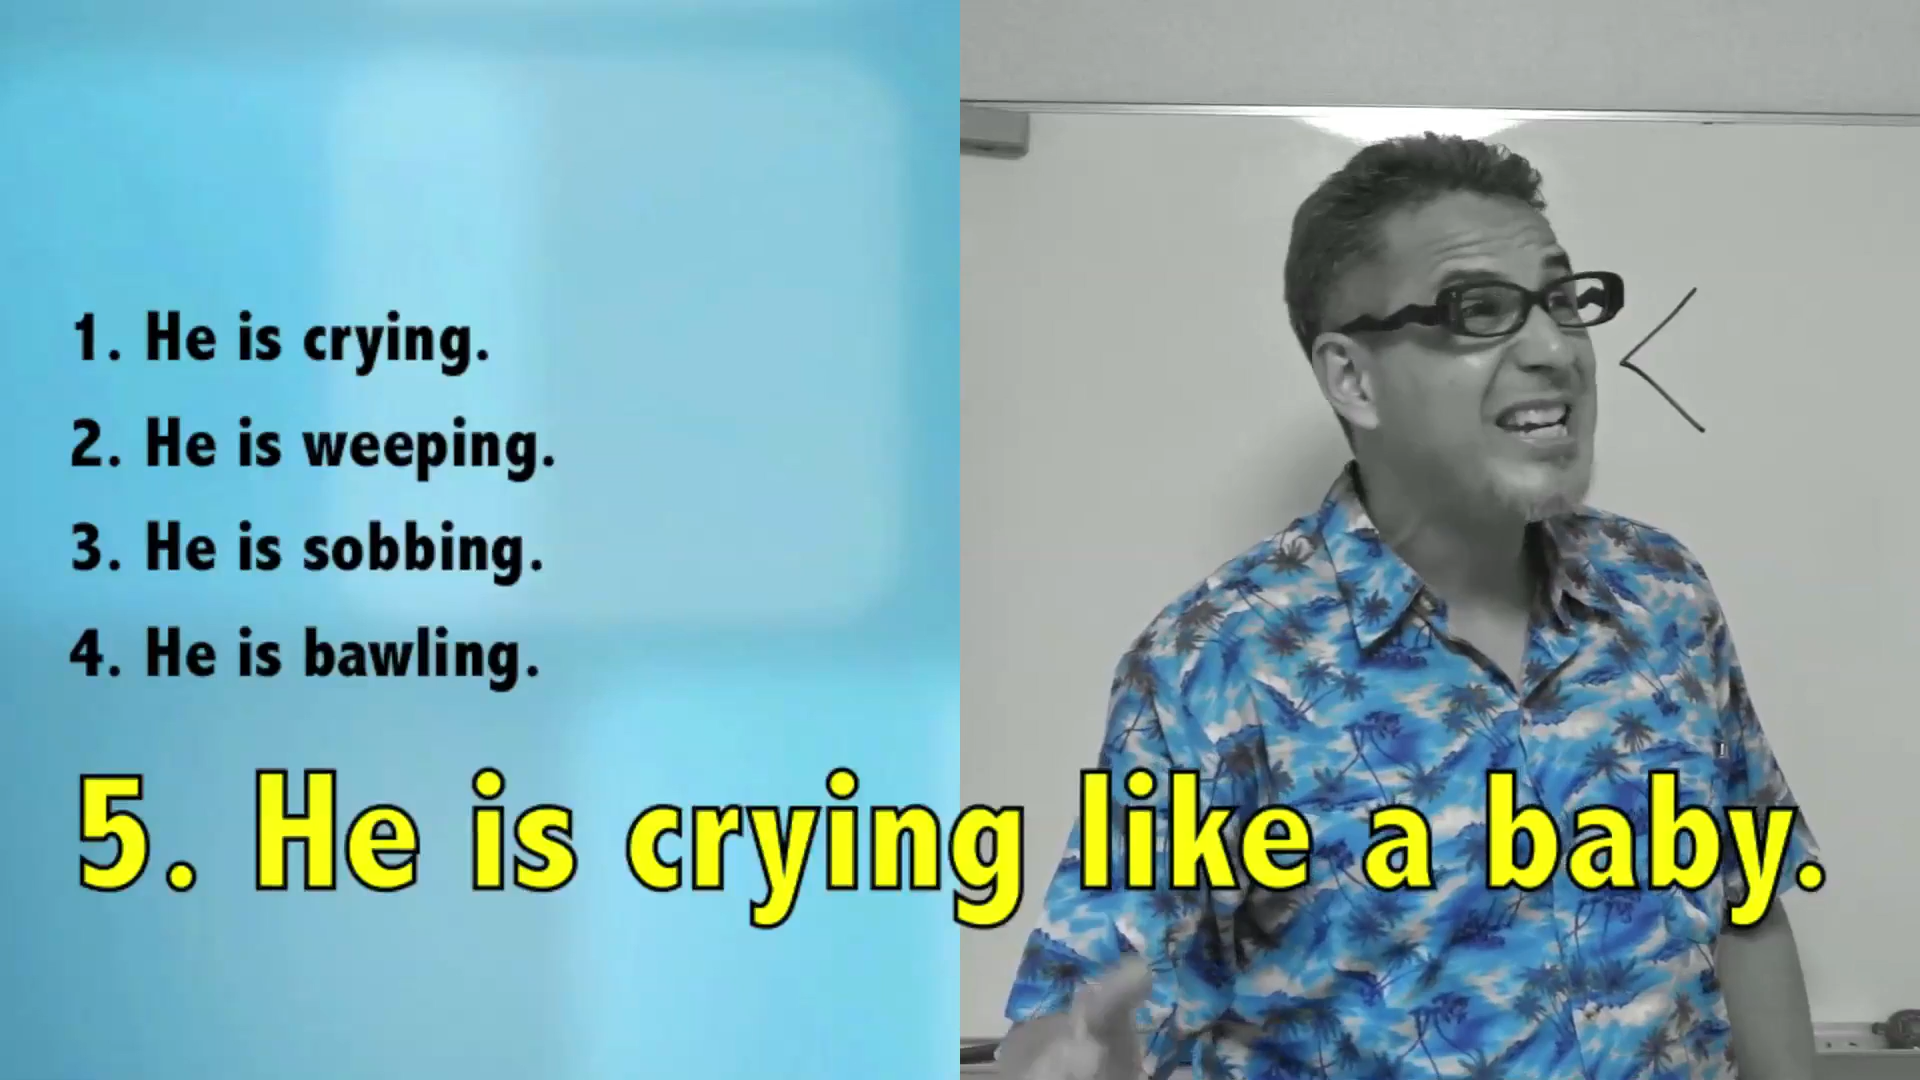 1. He is crying.
2. He is weeping.
3. He is sobbing.
4. He is bawling.
5. He is crying like a baby.